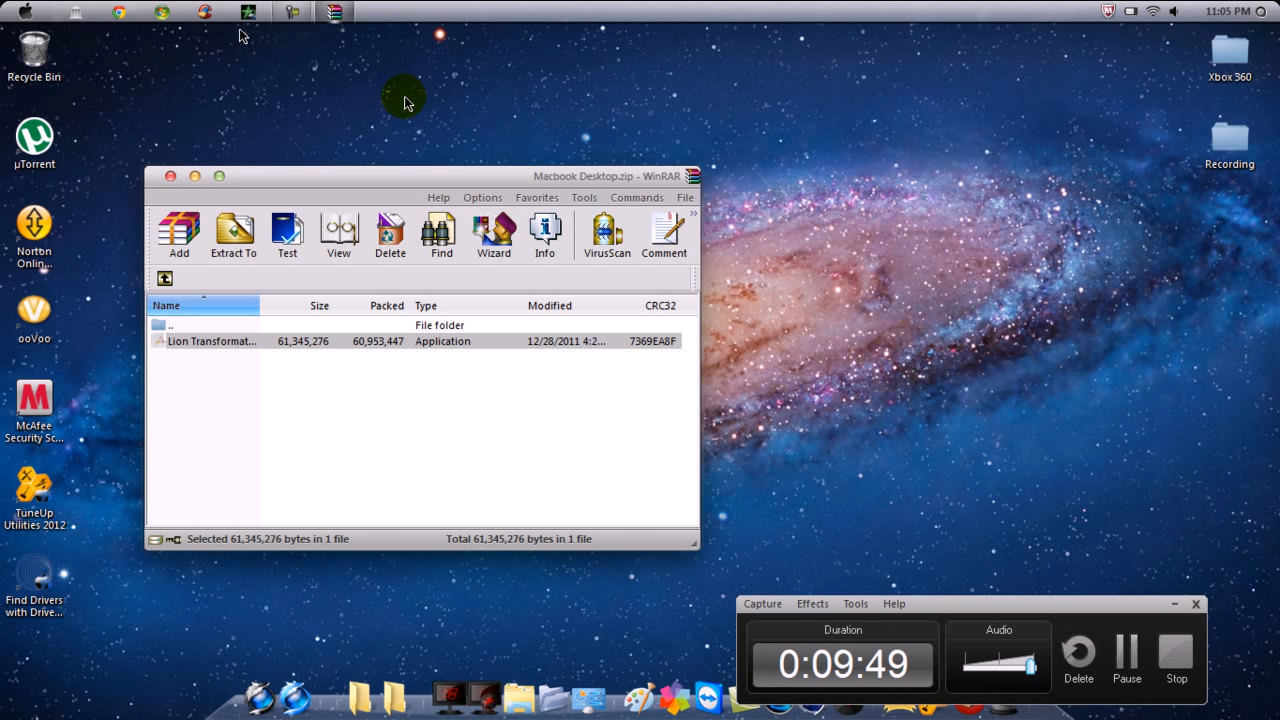 11:05 PM
Recycle Bin
µTorrent
Norton
Onlin...
ooVoo
McAfee
Security Sc...
TuneUp
Utilities 2012
Find Drivers
with Drive...
Xbox 360
Recording
Macbook Desktop.zip - WinRAR
Help Options Favorites Tools Commands File
Add Extract To Test View Delete Find Wizard Info VirusScan Comment
Name Size Packed Type Modified CRC32
.. File folder
Lion Transformat... 61,345,276 60,953,447 Application 12/28/2011 4:2... 7369EA8F
Selected 61,345,276 bytes in 1 file Total 61,345,276 bytes in 1 file
Capture Effects Tools Help
Duration Audio
0:09:49
Delete Pause Stop